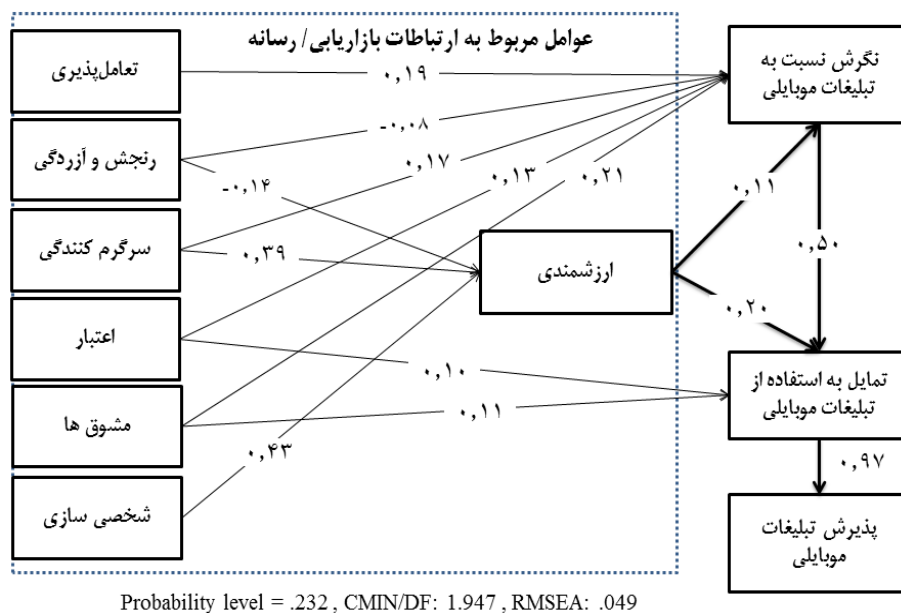 عوامل مربوط به ارتباطات بازاریابی/ رسانه
تعامل‌پذیری
رنجش و آزردگی
سرگرم کنندگی
اعتبار
مشوق ها
شخصی سازی
ارزشمندی
نگرش نسبت به
تبلیغات موبایلی
تمایل به استفاده از
تبلیغات موبایلی
پذیرش تبلیغات
موبایلی
۰,۱۹
-۰,۰۸
۰,۱۷
۰,۱۳
۰,۲۱
-۰,۱۴
۰,۳۹
۰,۱۱
۰,۵۰
۰,۲۰
۰,۱۰
۰,۱۱
۰,۴۳
۰,۹۷
Probability level = .232 , CMIN/DF: 1.947 , RMSEA: .049